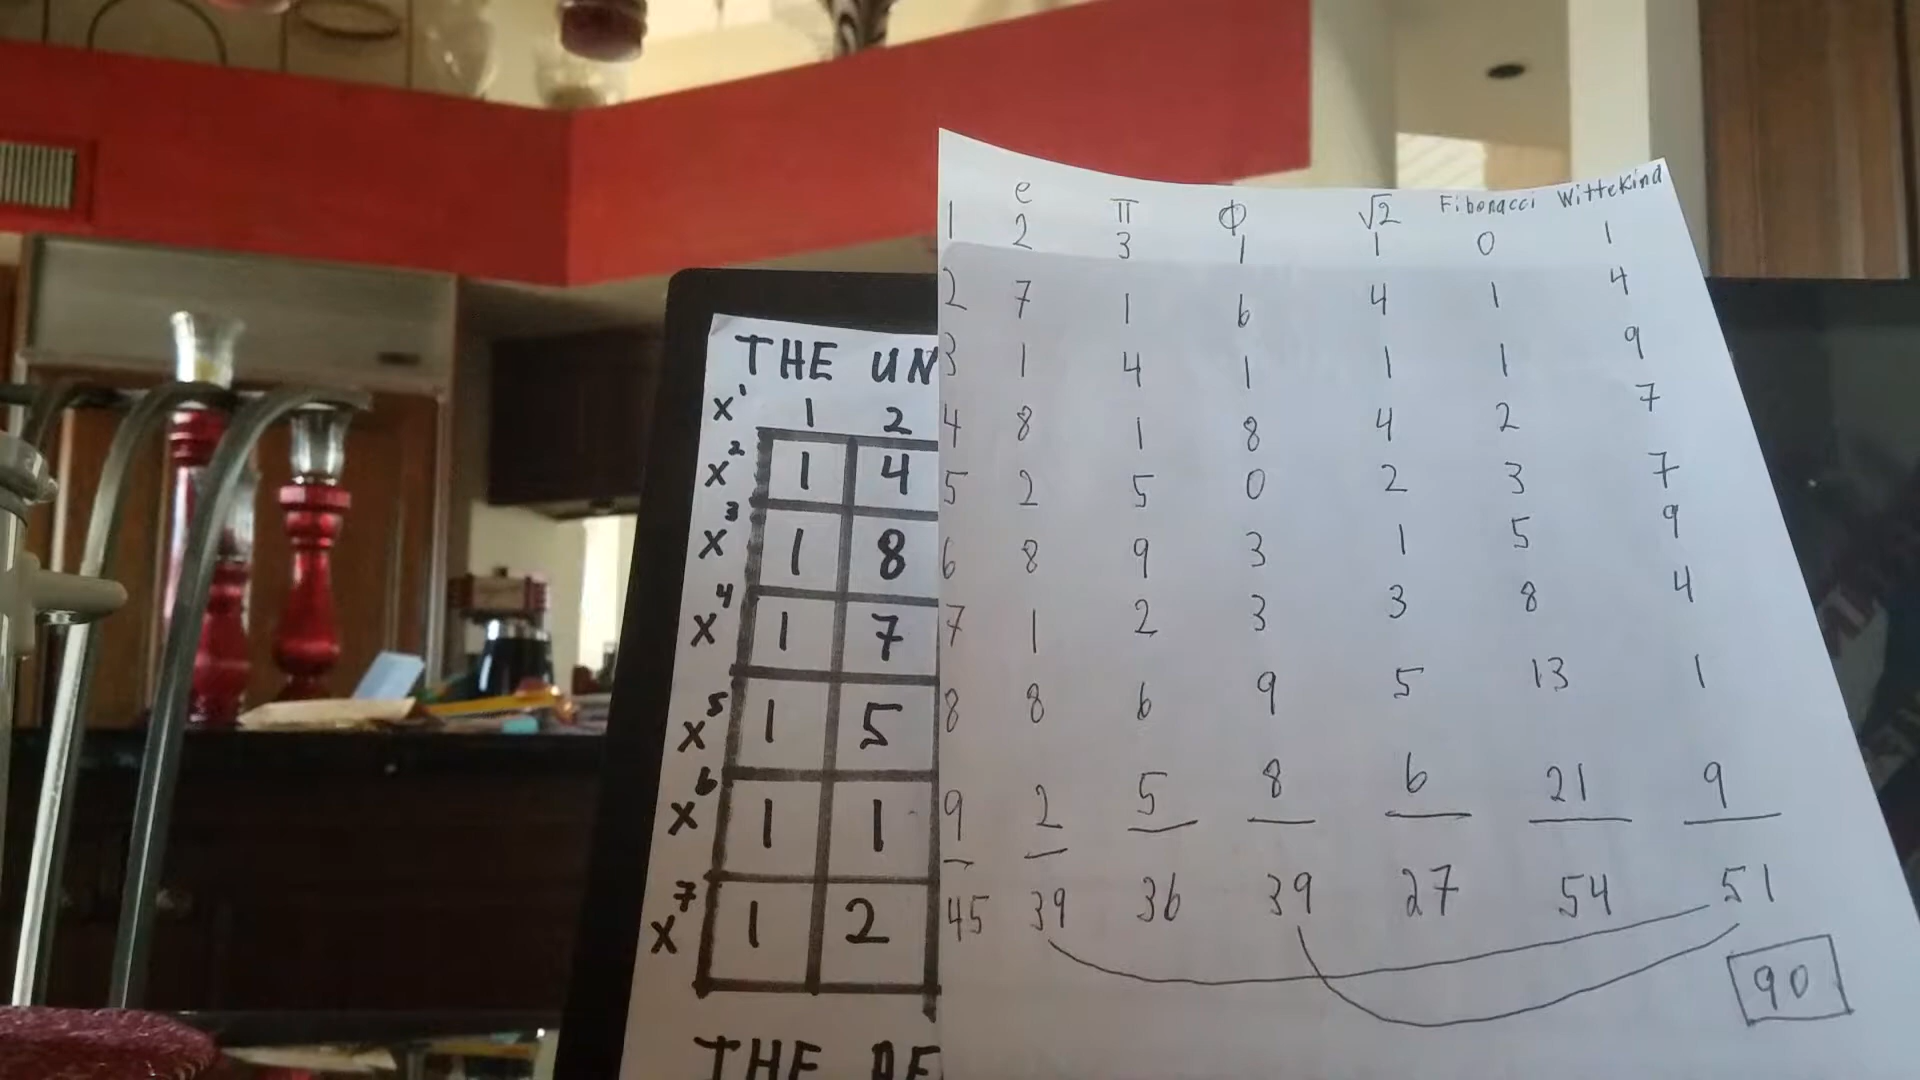 e π φ √2 Fibonacci Wittekind
1 2 3 1 1 0 1
2 7 1 6 4 1 4
3 1 4 1 1 1 9
4 8 1 8 4 2 7
5 2 5 0 2 3 7
6 8 9 3 1 5 9
7 1 2 3 3 8 4
8 8 6 9 5 13 1
9 2 5 8 6 21 9
45 39 36 39 27 54 51
90
THE UN
x¹ 1 2
x² 1 4
x³ 1 8
x⁴ 1 7
x⁵ 1 5
x⁶ 1 1
x⁷ 1 2
THE